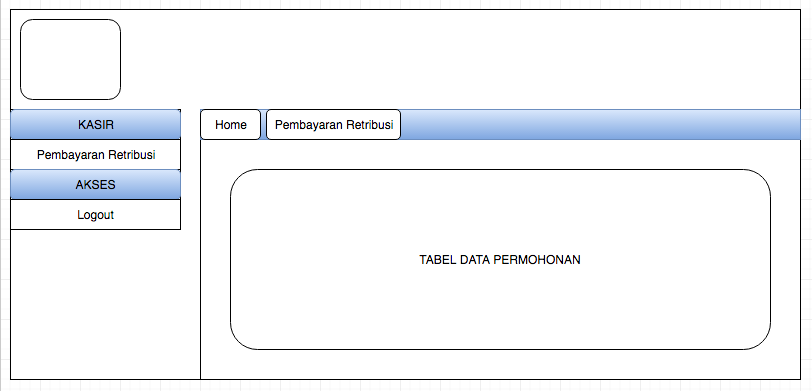 KASIR
Pembayaran Retribusi
AKSES
Logout
Home
Pembayaran Retribusi
TABEL DATA PERMOHONAN